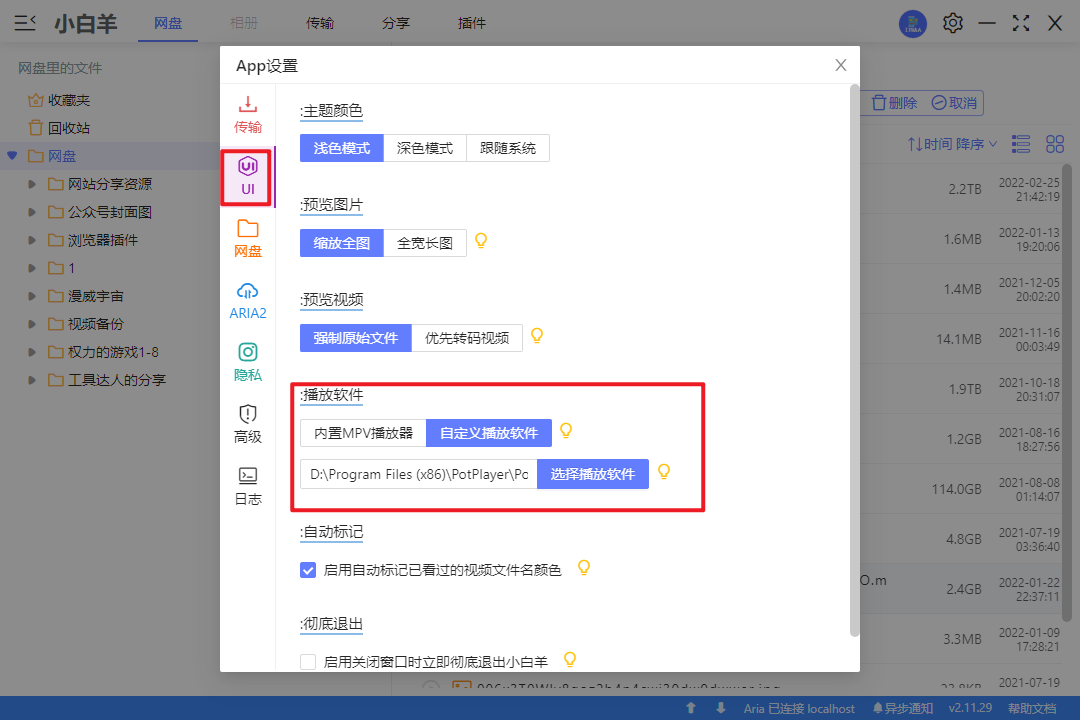 小白羊
网盘
相册
传输
分享
插件
网盘里的文件
收藏夹
回收站
网盘
网站分享资源
公众号封面图
浏览器插件
1
漫威宇宙
视频备份
权力的游戏1-8
工具达人的分享
App设置
传输
UI
网盘
ARIA2
隐私
高级
日志
:主题颜色
浅色模式 深色模式 跟随系统
:预览图片
缩放全图 全宽长图
:预览视频
强制原始文件 优先转码视频
:播放软件
内置MPV播放器 自定义播放软件
D:\Program Files (x86)\PotPlayer\Po 选择播放软件
:自动标记
启用自动标记已看过的视频文件名颜色
:彻底退出
启用关闭窗口时立即彻底退出小白羊
删除 取消
时间 降序
2.2TB 2022-02-25
21:42:19
1.6MB 2022-01-13
19:20:06
1.4MB 2021-12-05
20:02:20
14.1MB 2021-11-16
00:03:49
1.9TB 2021-10-18
20:31:07
1.2GB 2021-08-16
18:27:56
114.0GB 2021-08-08
01:14:07
4.8GB 2021-07-19
03:36:40
O.m 2.4GB 2022-01-22
22:37:11
3.3MB 2022-01-09
17:28:21
2021-07-19
Aria 已连接 localhost
异步通知
v2.11.29
帮助文档